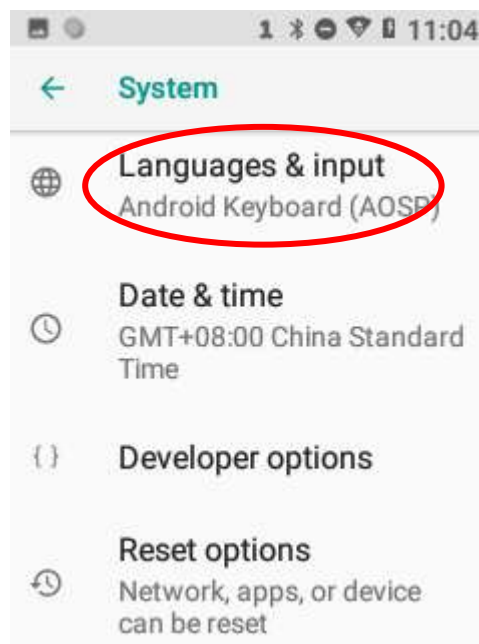 1 11:04
System
Languages & input
Android Keyboard (AOSP)
Date & time
GMT+08:00 China Standard
Time
{ } Developer options
Reset options
Network, apps, or device
can be reset